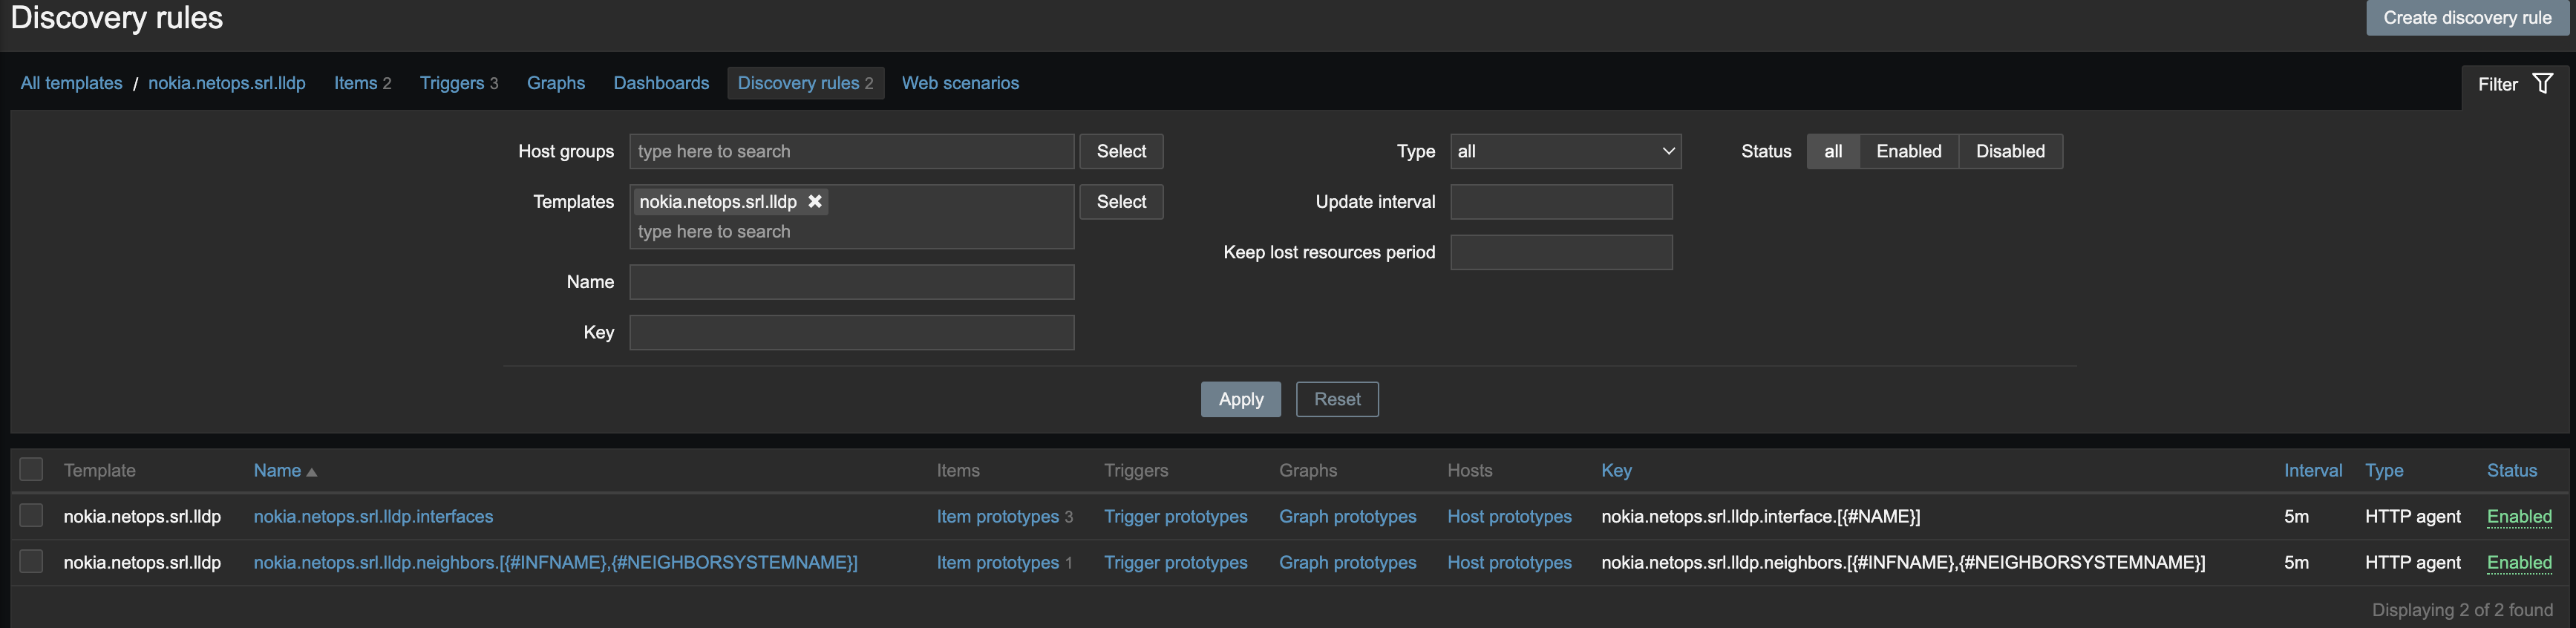 Discovery rules
Create discovery rule
All templates / nokia.netops.srl.lldp Items 2 Triggers 3 Graphs Dashboards Discovery rules 2 Web scenarios
Filter
Host groups type here to search Select
Type all
Status all Enabled Disabled
Templates nokia.netops.srl.lldp Select
type here to search
Update interval
Keep lost resources period
Name
Key
Apply Reset
Template Name Items Triggers Graphs Hosts Key Interval Type Status
nokia.netops.srl.lldp nokia.netops.srl.lldp.interfaces Item prototypes 3 Trigger prototypes Graph prototypes Host prototypes nokia.netops.srl.lldp.interface.[{#NAME}] 5m HTTP agent Enabled
nokia.netops.srl.lldp nokia.netops.srl.lldp.neighbors.[{#INFNAME},{#NEIGHBORSYSTEMNAME}] Item prototypes 1 Trigger prototypes Graph prototypes Host prototypes nokia.netops.srl.lldp.neighbors.[{#INFNAME},{#NEIGHBORSYSTEMNAME}] 5m HTTP agent Enabled
Displaying 2 of 2 found